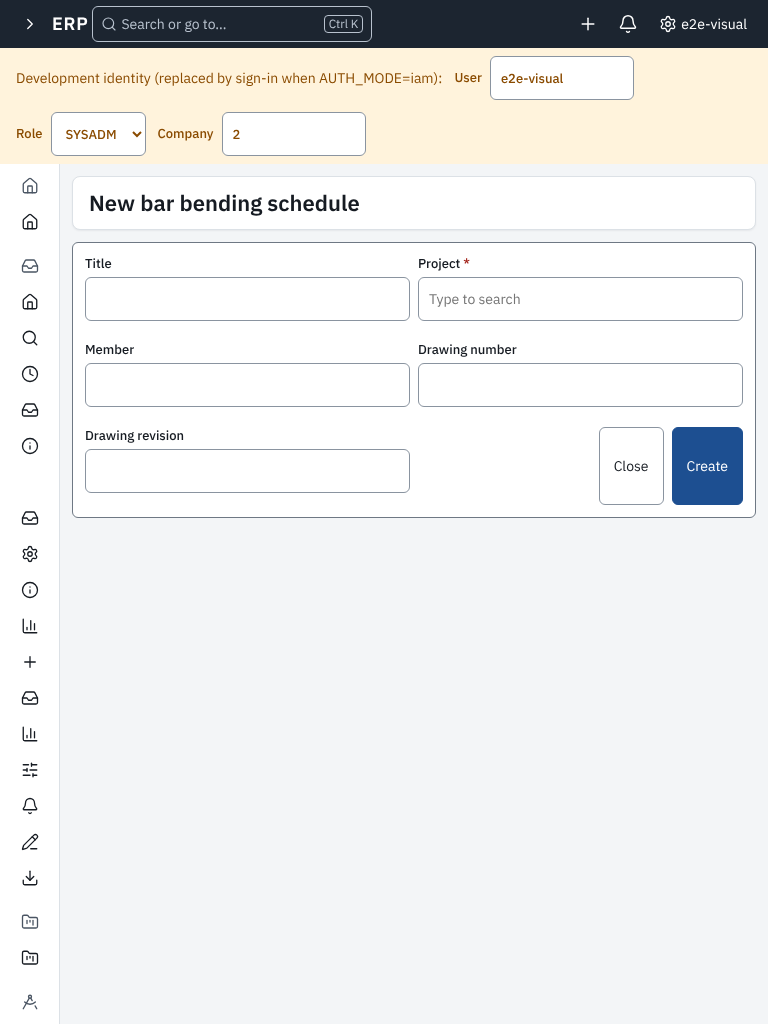 ERP
Search or go to...
Ctrl K
e2e-visual
Development identity (replaced by sign-in when AUTH_MODE=iam):
User
e2e-visual
Role
SYSADM
Company
2
New bar bending schedule
Title
Project *
Type to search
Member
Drawing number
Drawing revision
Close
Create